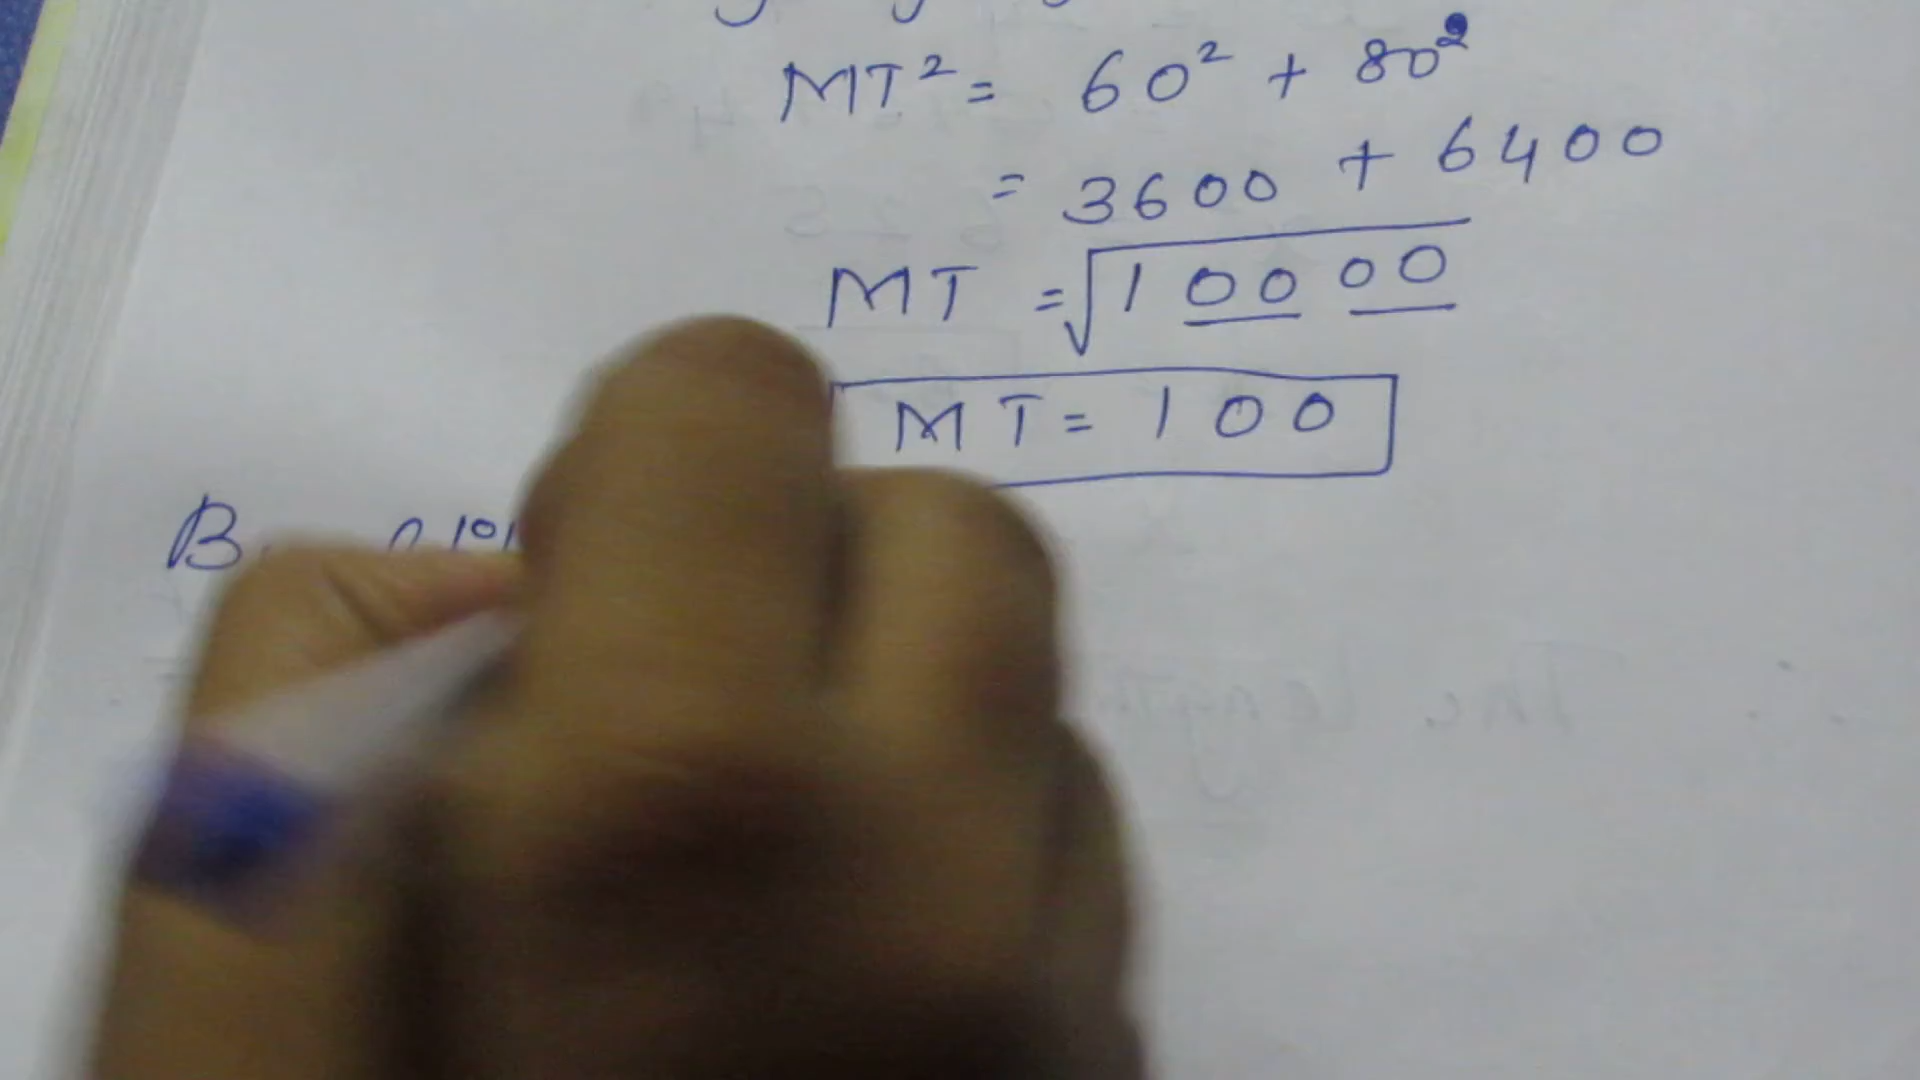 MT² = 60² + 80²
= 3600 + 6400
MT = √10000
MT = 100